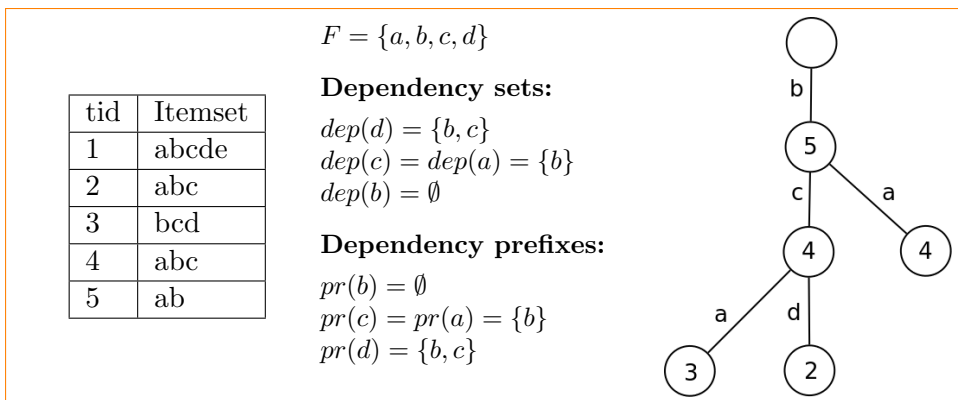 tid Itemset
1 abcde
2 abc
3 bcd
4 abc
5 ab
F = {a, b, c, d}
Dependency sets:
dep(d) = {b, c}
dep(c) = dep(a) = {b}
dep(b) = ∅
Dependency prefixes:
pr(b) = ∅
pr(c) = pr(a) = {b}
pr(d) = {b, c}
b
5
c a
4 4
a d
3 2